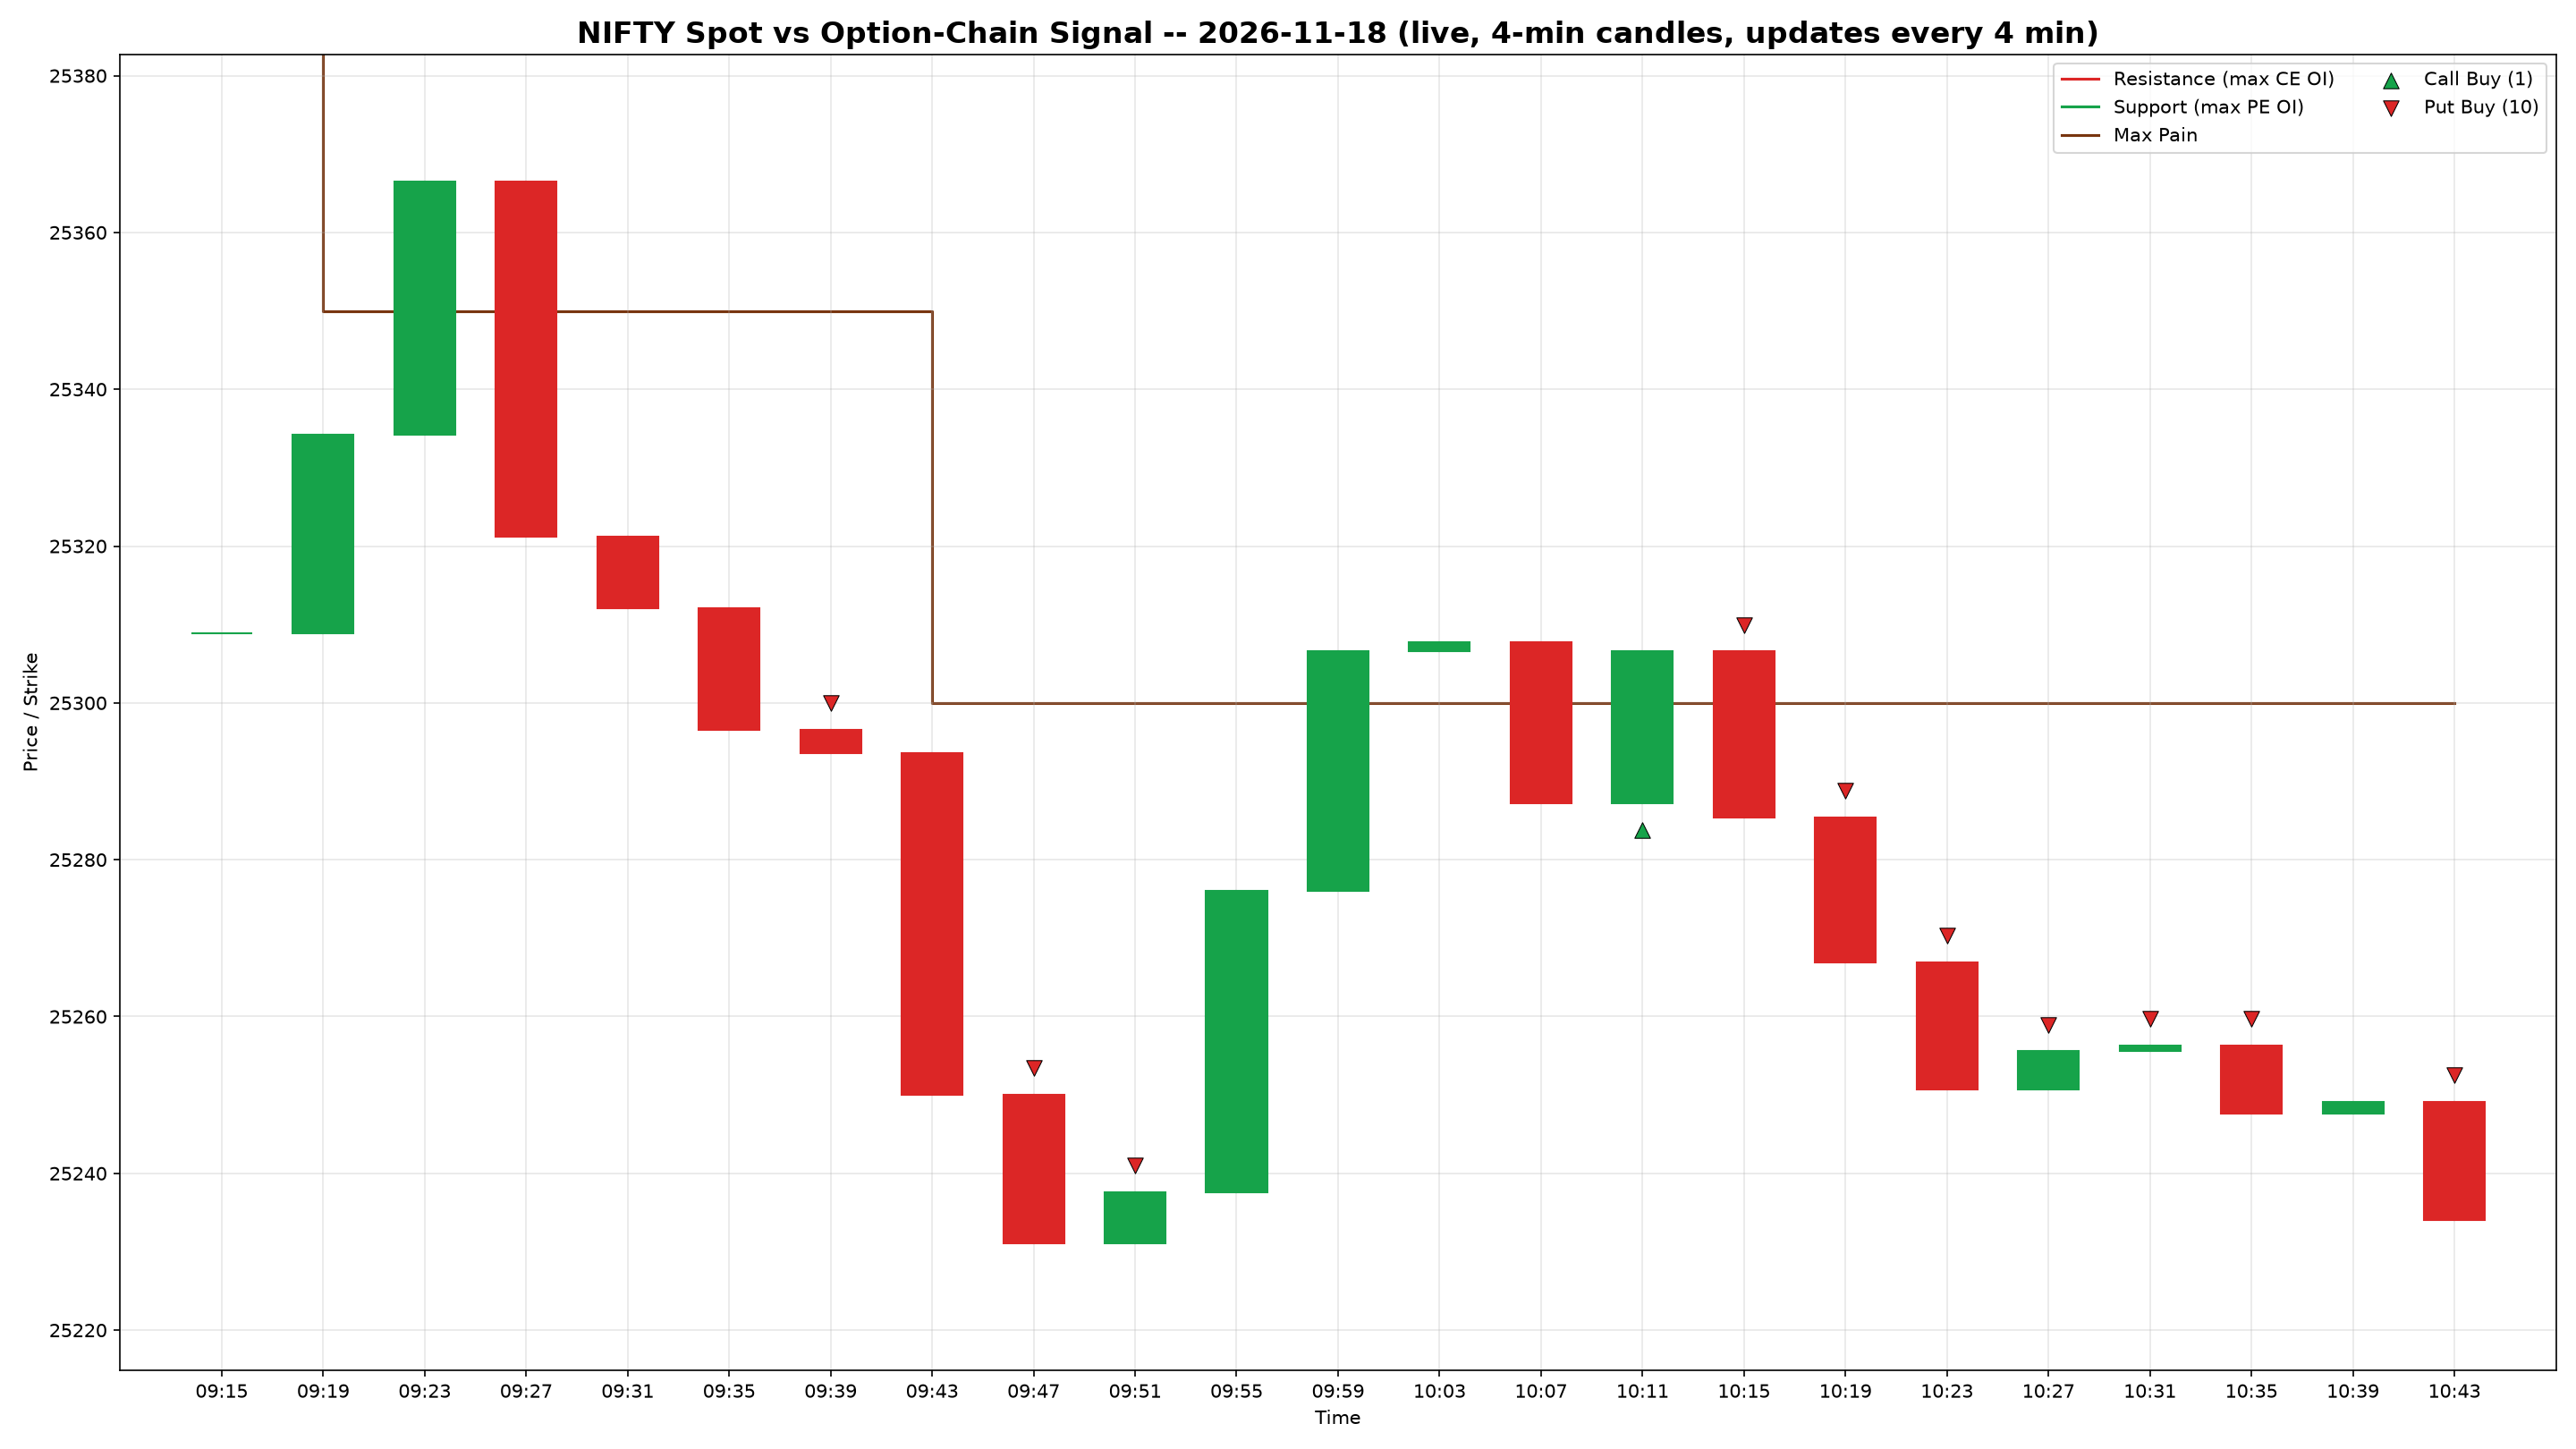 NIFTY Spot vs Option-Chain Signal -- 2026-11-18 (live, 4-min candles, updates every 4 min)
Resistance (max CE OI)
Support (max PE OI)
Max Pain
Call Buy (1)
Put Buy (10)
Price / Strike
25380
25360
25340
25320
25300
25280
25260
25240
25220
09:15 09:19 09:23 09:27 09:31 09:35 09:39 09:43 09:47 09:51 09:55 09:59 10:03 10:07 10:11 10:15 10:19 10:23 10:27 10:31 10:35 10:39 10:43
Time